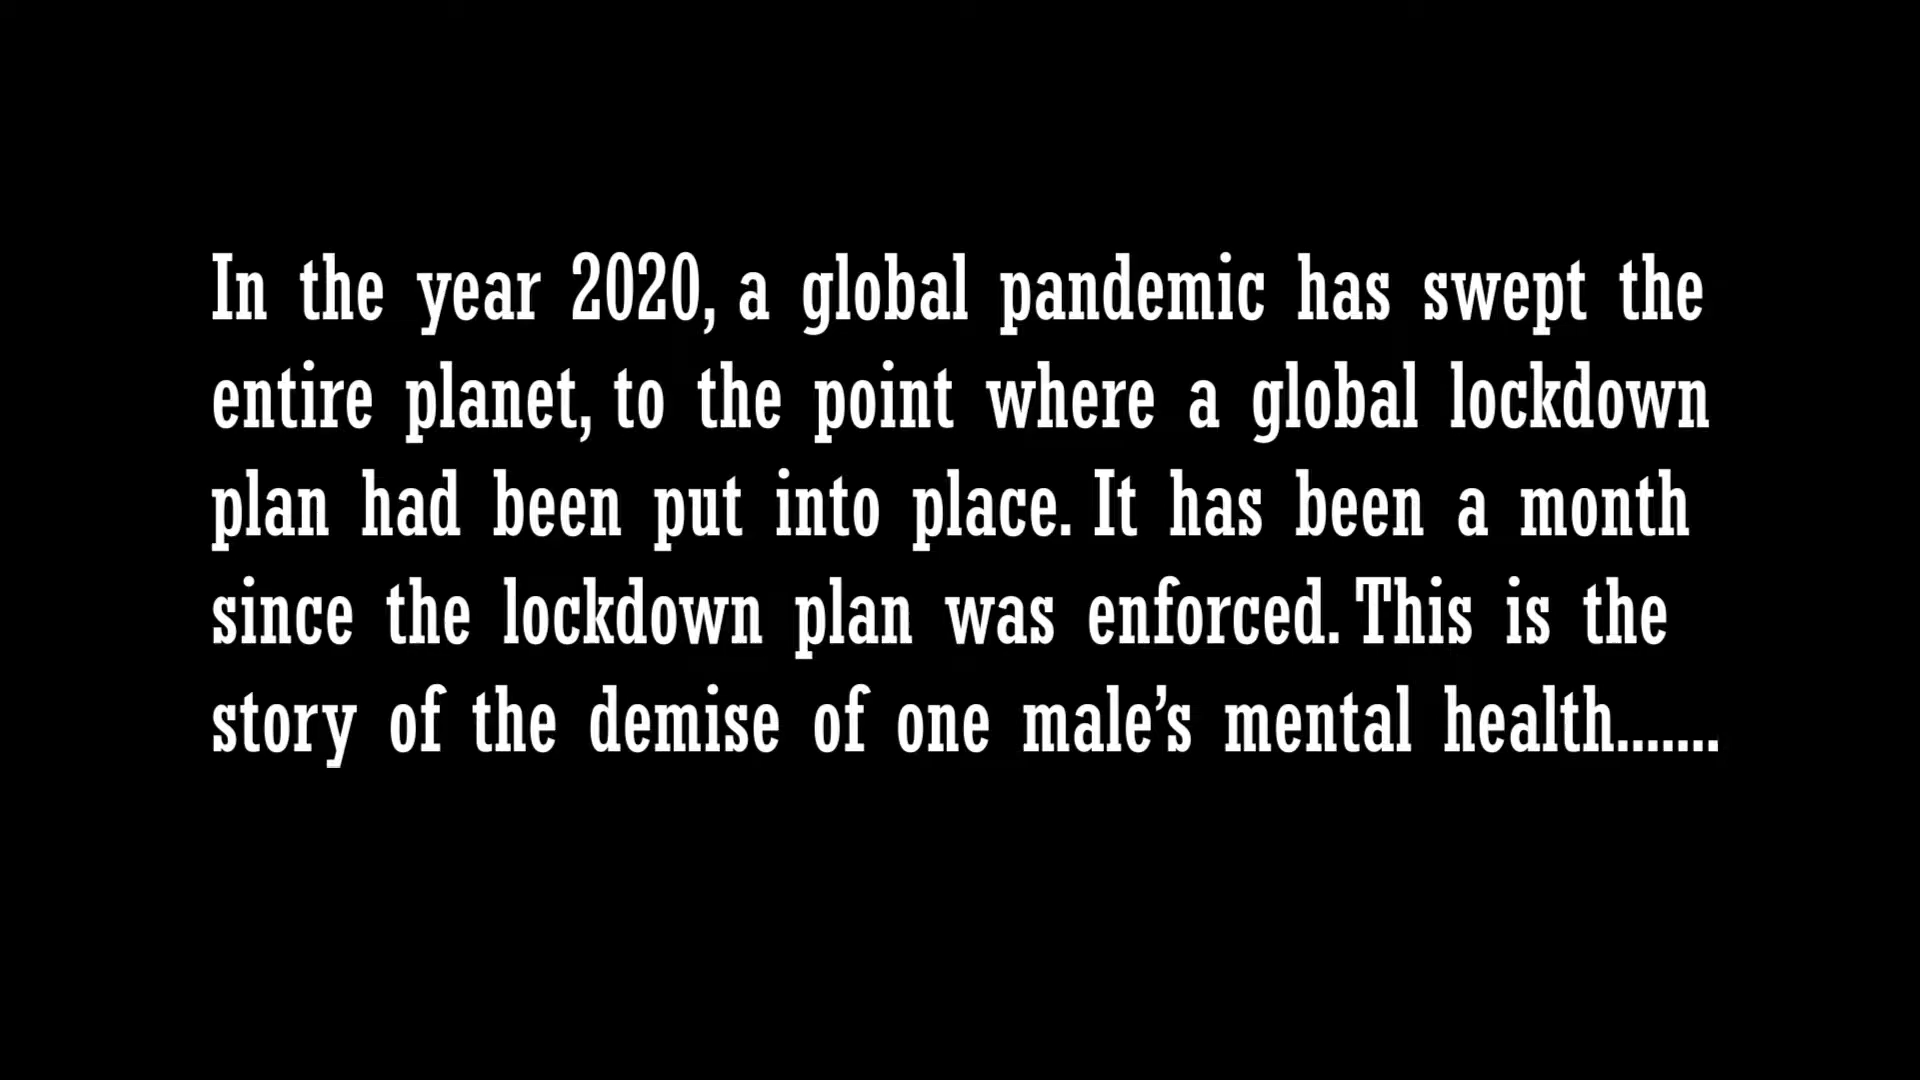 In the year 2020, a global pandemic has swept the
entire planet, to the point where a global lockdown
plan had been put into place. It has been a month
since the lockdown plan was enforced. This is the
story of the demise of one male’s mental health.......